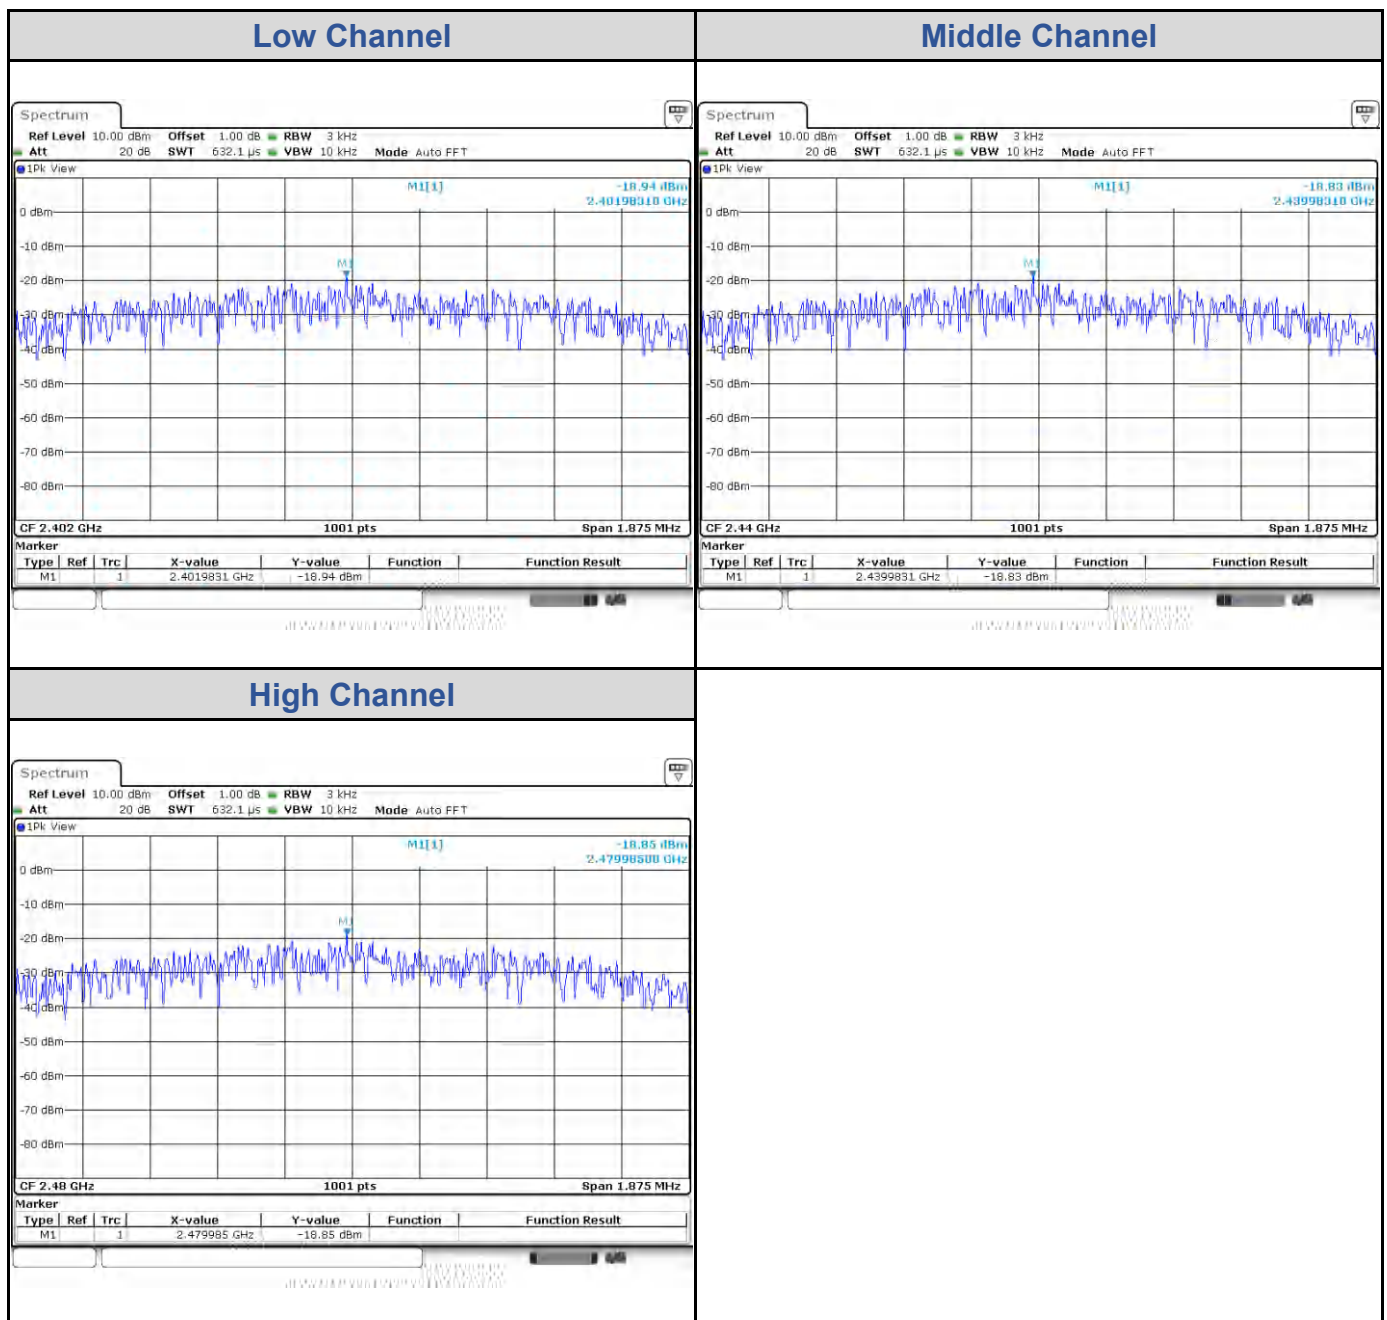 Low Channel
Spectrum
Ref Level 10.00 dBm Offset 1.00 dB RBW 3 kHz
Att 20 dB SWT 632.1 µs VBW 10 kHz Mode Auto FFT
1Pk View
M1[1] -18.94 dBm
2.40198310 GHz
0 dBm
-10 dBm
M1
-20 dBm
-30 dBm
-40 dBm
-50 dBm
-60 dBm
-70 dBm
-80 dBm
CF 2.402 GHz 1001 pts Span 1.875 MHz
Marker
Type Ref Trc X-value Y-value Function Function Result
M1 1 2.4019831 GHz -18.94 dBm
Middle Channel
Spectrum
Ref Level 10.00 dBm Offset 1.00 dB RBW 3 kHz
Att 20 dB SWT 632.1 µs VBW 10 kHz Mode Auto FFT
1Pk View
M1[1] -18.83 dBm
2.43998310 GHz
0 dBm
-10 dBm
M1
-20 dBm
-30 dBm
-40 dBm
-50 dBm
-60 dBm
-70 dBm
-80 dBm
CF 2.44 GHz 1001 pts Span 1.875 MHz
Marker
Type Ref Trc X-value Y-value Function Function Result
M1 1 2.4399831 GHz -18.83 dBm
High Channel
Spectrum
Ref Level 10.00 dBm Offset 1.00 dB RBW 3 kHz
Att 20 dB SWT 632.1 µs VBW 10 kHz Mode Auto FFT
1Pk View
M1[1] -18.85 dBm
2.47998500 GHz
0 dBm
-10 dBm
M1
-20 dBm
-30 dBm
-40 dBm
-50 dBm
-60 dBm
-70 dBm
-80 dBm
CF 2.48 GHz 1001 pts Span 1.875 MHz
Marker
Type Ref Trc X-value Y-value Function Function Result
M1 1 2.479985 GHz -18.85 dBm